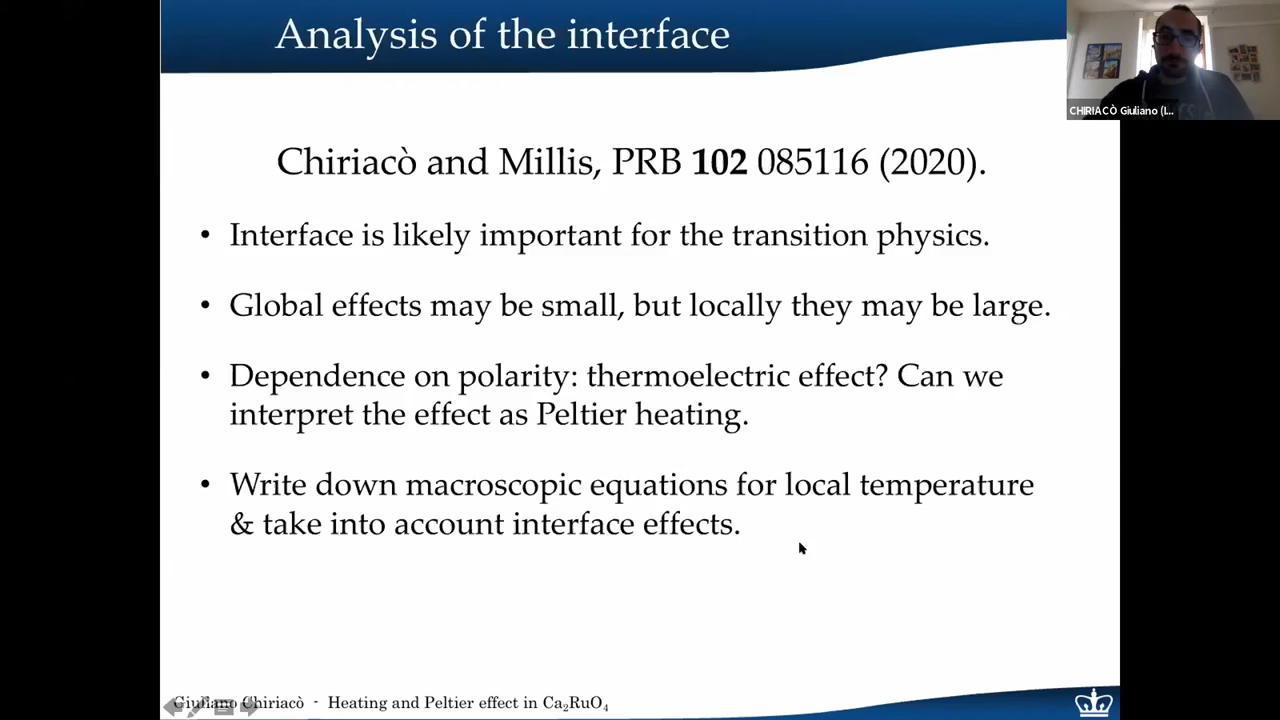 Analysis of the interface
CHIRIACÒ Giuliano (I...
Chiriacò and Millis, PRB 102 085116 (2020).
• Interface is likely important for the transition physics.
• Global effects may be small, but locally they may be large.
• Dependence on polarity: thermoelectric effect? Can we
interpret the effect as Peltier heating.
• Write down macroscopic equations for local temperature
& take into account interface effects.
Giuliano Chiriacò - Heating and Peltier effect in Ca₂RuO₄